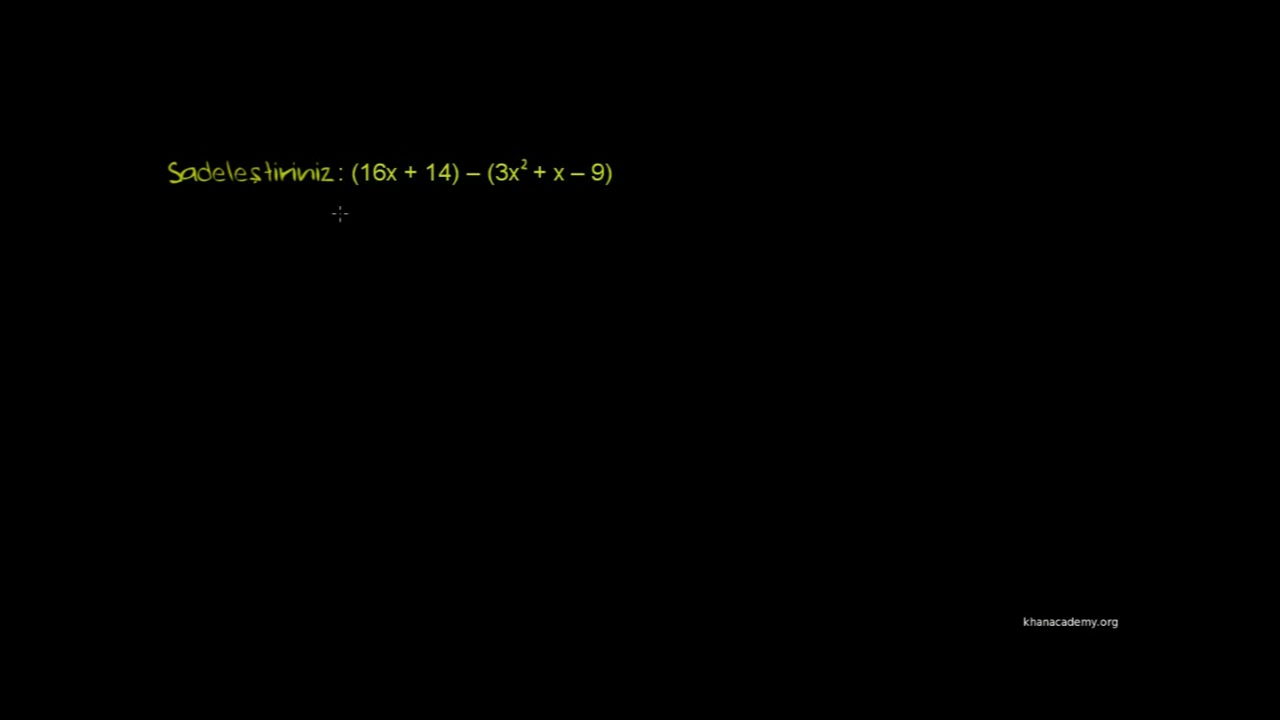 Sadeleştiriniz: (16x + 14) – (3x² + x – 9)
khanacademy.org